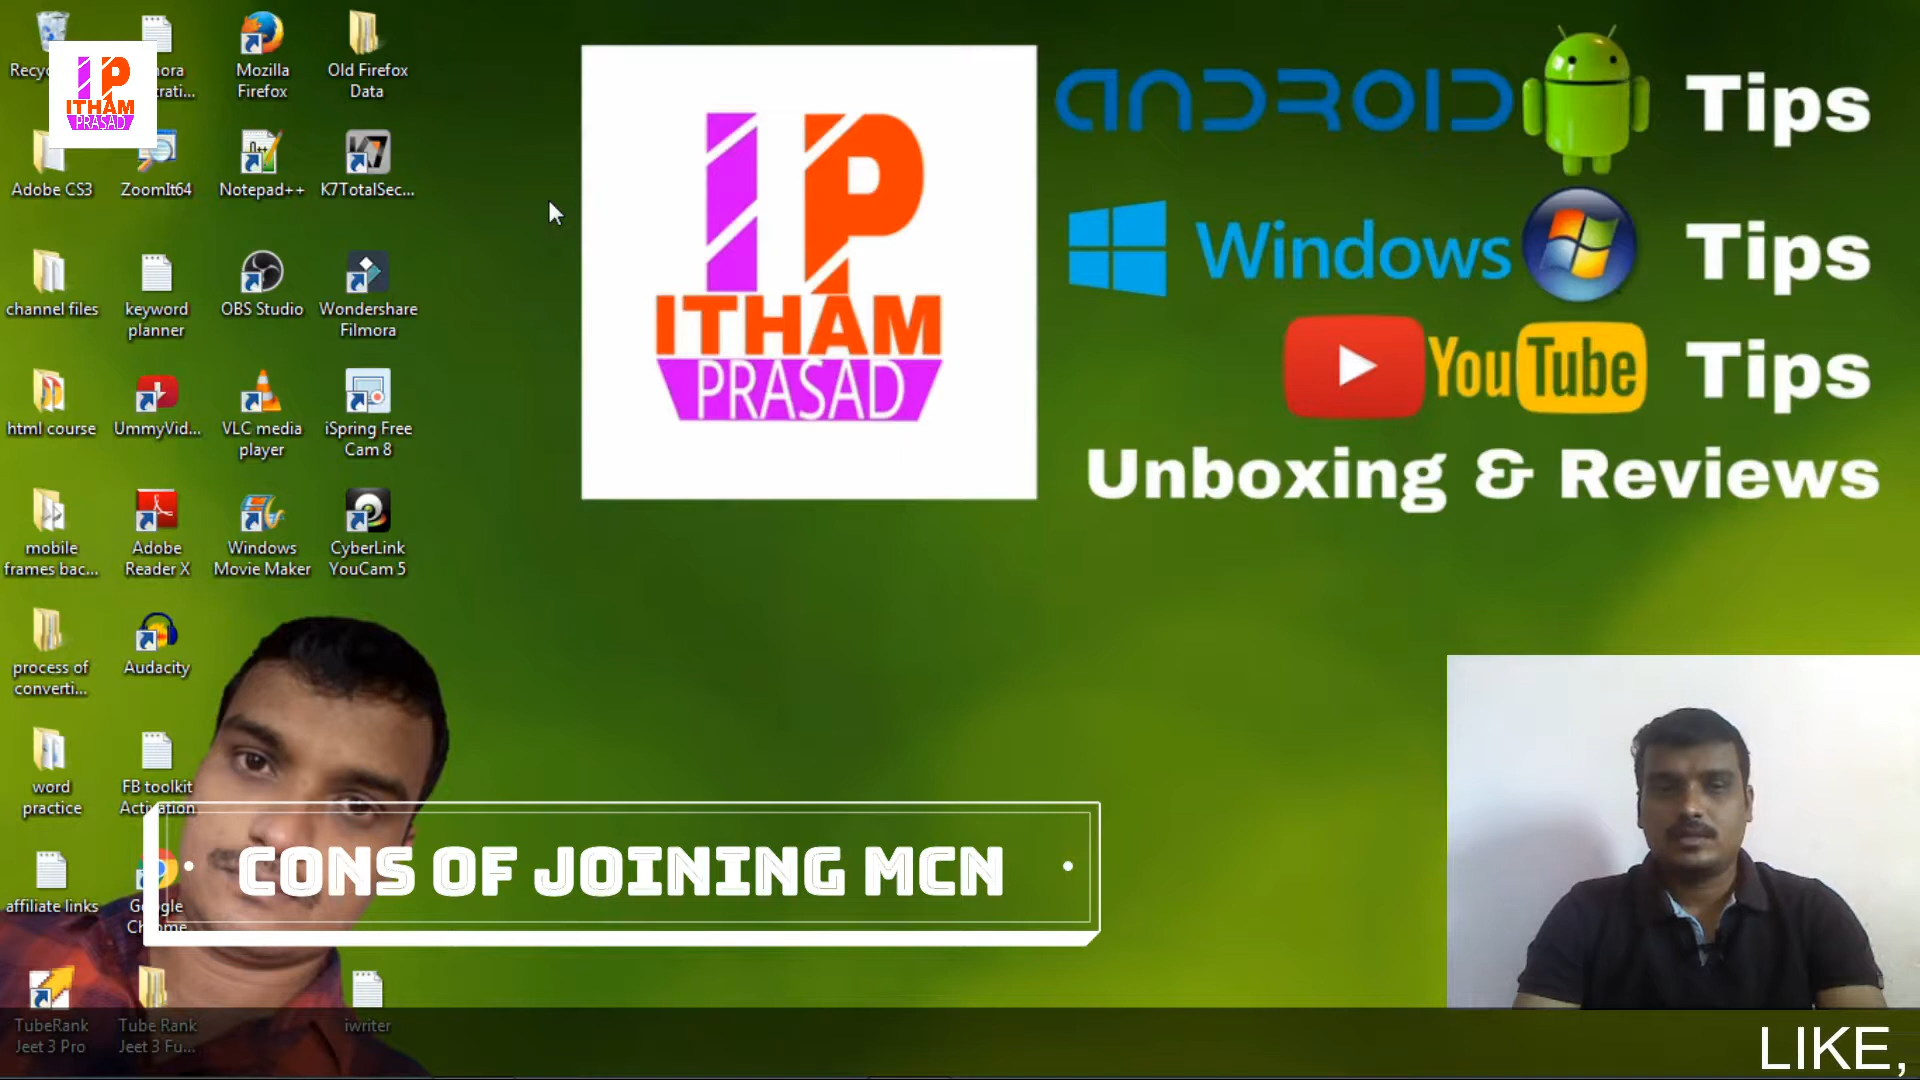 Mozilla
Firefox
Old Firefox
Data
IP
ITHAM
PRASAD
Adobe CS3
ZoomIt64
Notepad++
K7TotalSec...
channel files
keyword
planner
OBS Studio
Wondershare
Filmora
html course
UmmyVid...
VLC media
player
iSpring Free
Cam 8
mobile
frames bac...
Adobe
Reader X
Windows
Movie Maker
CyberLink
YouCam 5
process of
converti...
Audacity
word
practice
FB toolkit
Activation
affiliate links
Google
Chrome
TubeRank
Jeet 3 Pro
Tube Rank
Jeet 3 Fu...
iwriter
IP
ITHAM
PRASAD
ANDROID Tips
Windows Tips
YouTube Tips
Unboxing & Reviews
CONS OF JOINING MCN
LIKE,